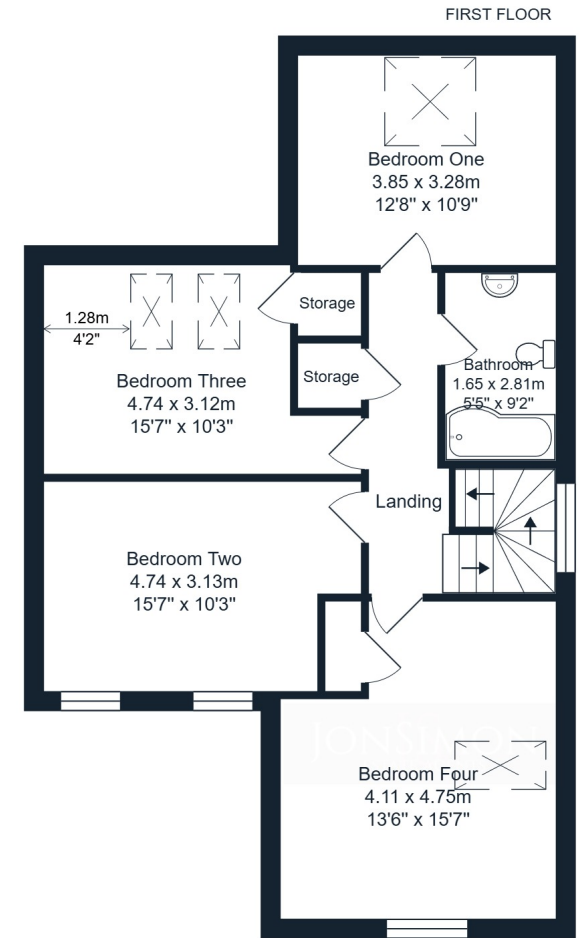 FIRST FLOOR
Bedroom One
3.85 x 3.28m
12'8" x 10'9"
Storage
1.28m
4'2"
Bedroom Three
4.74 x 3.12m
15'7" x 10'3"
Storage
Bathroom
1.65 x 2.81m
5'5" x 9'2"
Landing
Bedroom Two
4.74 x 3.13m
15'7" x 10'3"
JonSimon
Bedroom Four
4.11 x 4.75m
13'6" x 15'7"